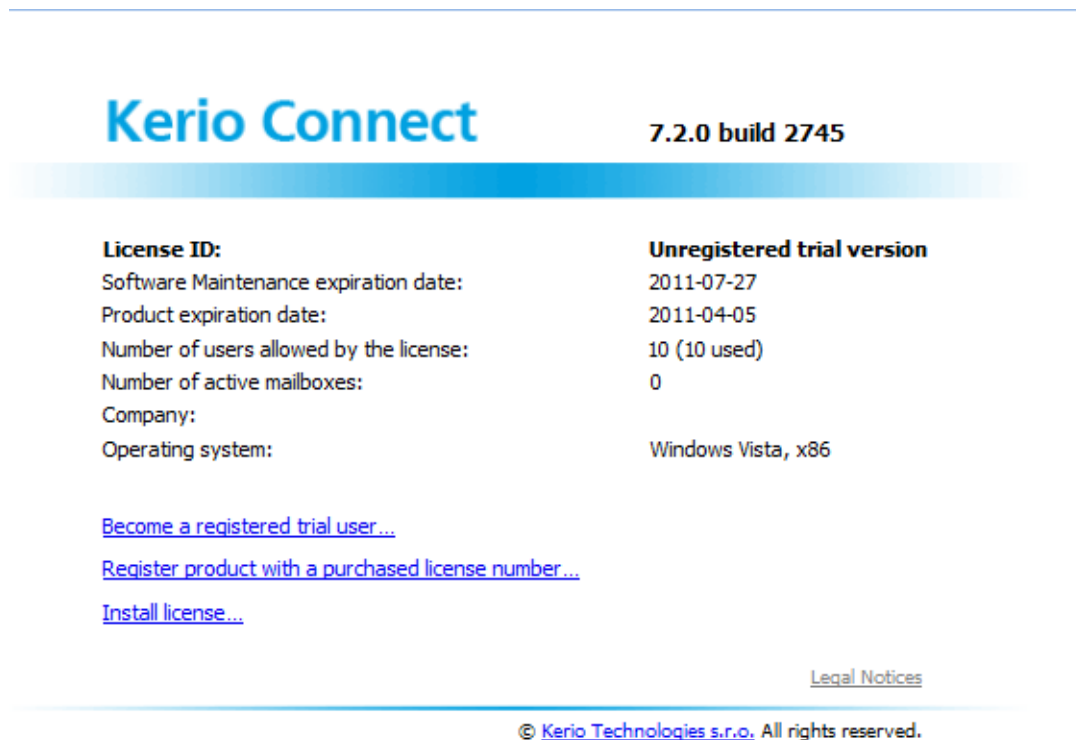 Kerio Connect 7.2.0 build 2745
License ID: Unregistered trial version
Software Maintenance expiration date: 2011-07-27
Product expiration date: 2011-04-05
Number of users allowed by the license: 10 (10 used)
Number of active mailboxes: 0
Company:
Operating system: Windows Vista, x86
Become a registered trial user...
Register product with a purchased license number...
Install license...
Legal Notices
© Kerio Technologies s.r.o. All rights reserved.